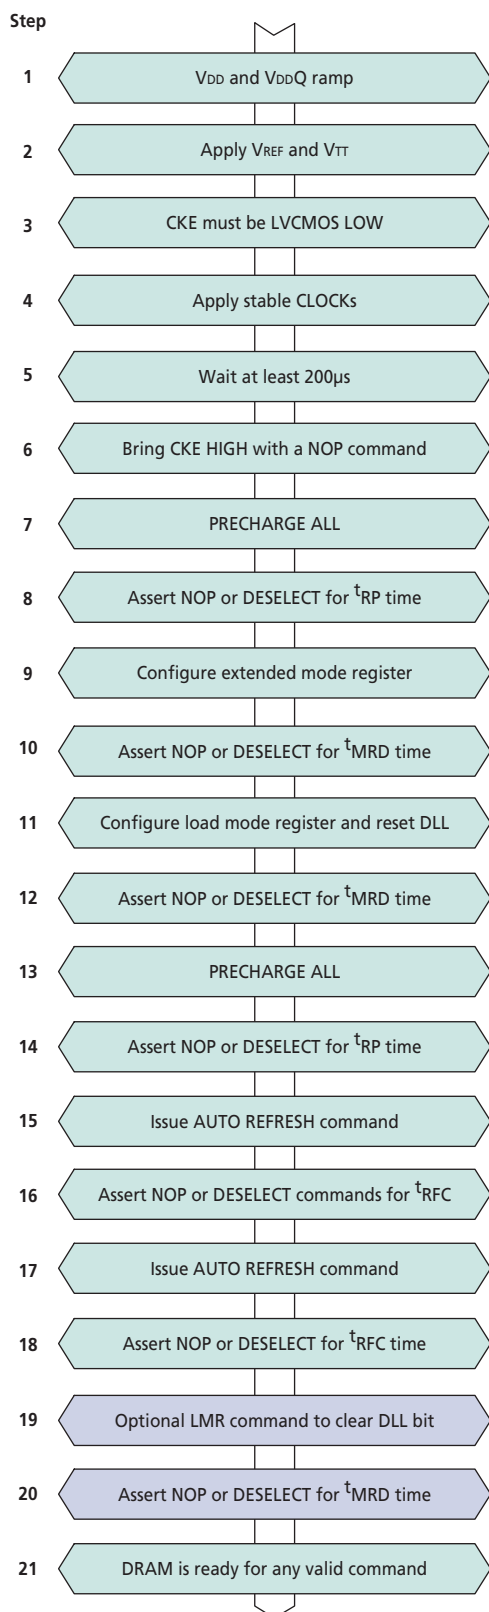 Step
1 VDD and VDDQ ramp
2 Apply VREF and VTT
3 CKE must be LVCMOS LOW
4 Apply stable CLOCKs
5 Wait at least 200µs
6 Bring CKE HIGH with a NOP command
7 PRECHARGE ALL
8 Assert NOP or DESELECT for tRP time
9 Configure extended mode register
10 Assert NOP or DESELECT for tMRD time
11 Configure load mode register and reset DLL
12 Assert NOP or DESELECT for tMRD time
13 PRECHARGE ALL
14 Assert NOP or DESELECT for tRP time
15 Issue AUTO REFRESH command
16 Assert NOP or DESELECT commands for tRFC
17 Issue AUTO REFRESH command
18 Assert NOP or DESELECT for tRFC time
19 Optional LMR command to clear DLL bit
20 Assert NOP or DESELECT for tMRD time
21 DRAM is ready for any valid command